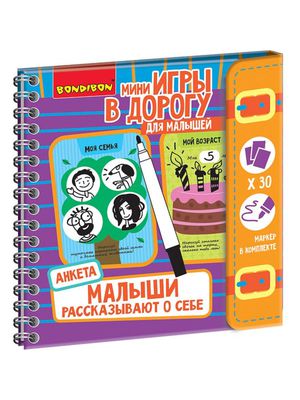 BONDIBON
МИНИ ИГРЫ
В ДОРОГУ
ДЛЯ МАЛЫШЕЙ
МОЯ СЕМЬЯ
МОЙ ВОЗРАСТ
5
X 30
МАРКЕР
В КОМПЛЕКТЕ
АНКЕТА
МАЛЫШИ
РАССКАЗЫВАЮТ О СЕБЕ